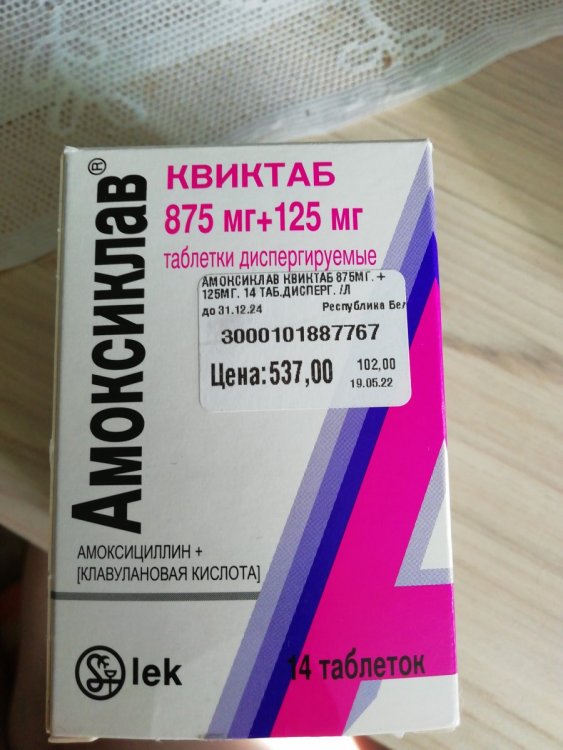 Амоксиклав®
КВИКТАБ
875 мг+125 мг
таблетки диспергируемые
АМОКСИКЛАВ КВИКТАБ 875МГ. +
125МГ. 14 ТАБ.ДИСПЕРГ. /Л
до 31.12.24 Республика Бел
3000101887767
Цена:537,00 102,00
19.05.22
АМОКСИЦИЛЛИН +
[КЛАВУЛАНОВАЯ КИСЛОТА]
lek
14 таблеток